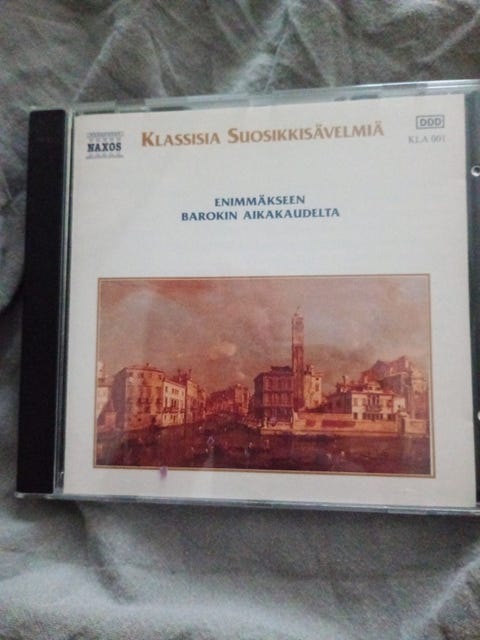 NAXOS
KLASSISIA SUOSIKKISÄVELMIÄ
DDD
KLA 001
ENIMMÄKSEEN
BAROKIN AIKAKAUDELTA